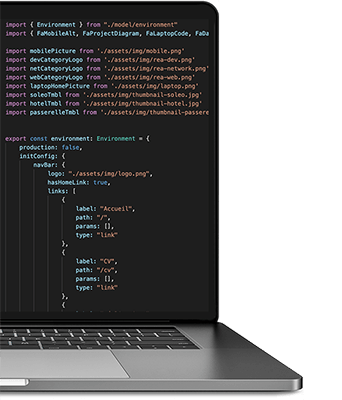 import { Environment } from "./model/environment"
import { FaMobileAlt, FaProjectDiagram, FaLaptopCode, FaDa
import mobilePicture from './assets/img/mobile.png'
import devCategoryLogo from './assets/img/rea-dev.png'
import netCategoryLogo from './assets/img/rea-network.png'
import webCategoryLogo from './assets/img/rea-web.png'
import laptopHomePicture from './assets/img/laptop.png'
import soleoTmbl from './assets/img/thumbnail-soleo.jpg'
import hotelTmbl from './assets/img/thumbnail-hotel.jpg'
import passerelleTmbl from './assets/img/thumbnail-passere
export const environment: Environment = {
production: false,
initConfig: {
navBar: {
logo: "./assets/img/logo.png",
hasHomeLink: true,
links: [
{
label: "Accueil",
path: "/",
params: [],
type: "link"
},
{
label: "CV",
path: "/cv",
params: [],
type: "link"
},
{